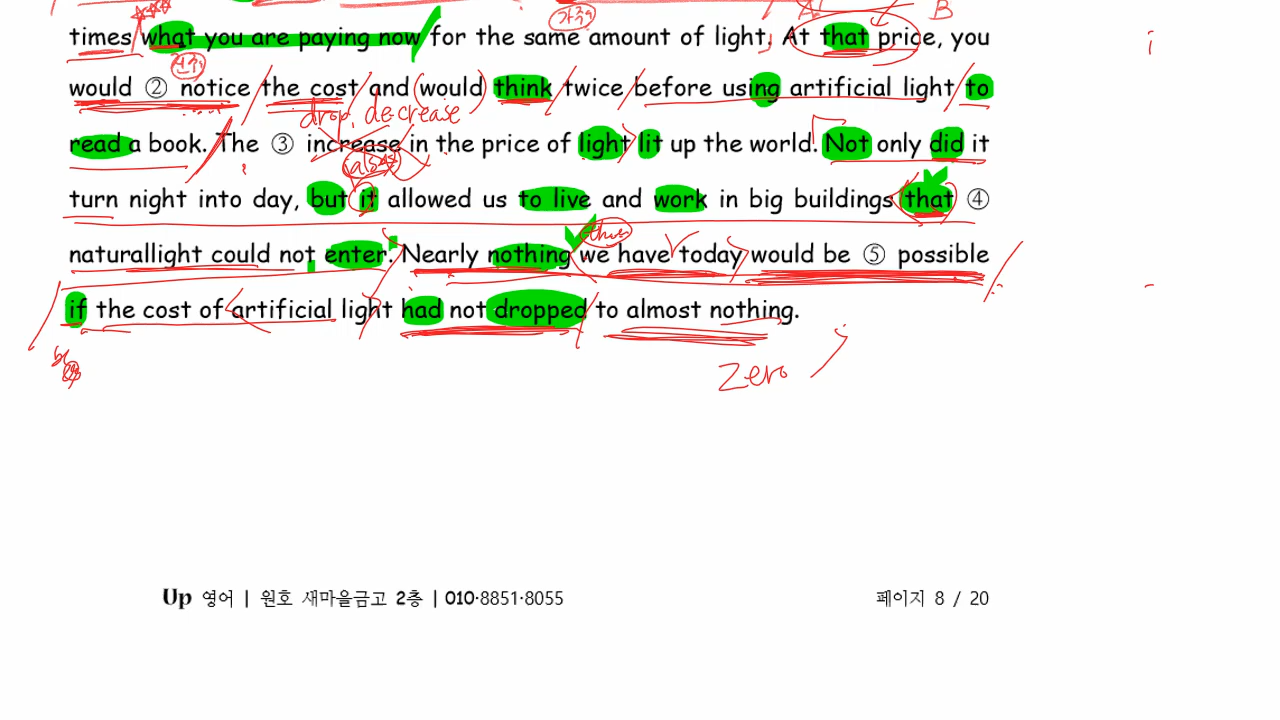 A B
가주어
times what you are paying now for the same amount of light. At that price, you
would ② notice the cost and would think twice before using artificial light to
drop, decrease
read a book. The ③ increase in the price of light lit up the world. Not only did it
also
turn night into day, but it allowed us to live and work in big buildings that ④
naturallight could not enter. Nearly nothing we have today would be ⑤ possible
if the cost of artificial light had not dropped to almost nothing.
Zero
Up 영어 | 원호 새마을금고 2층 | 010·8851·8055
페이지 8 / 20